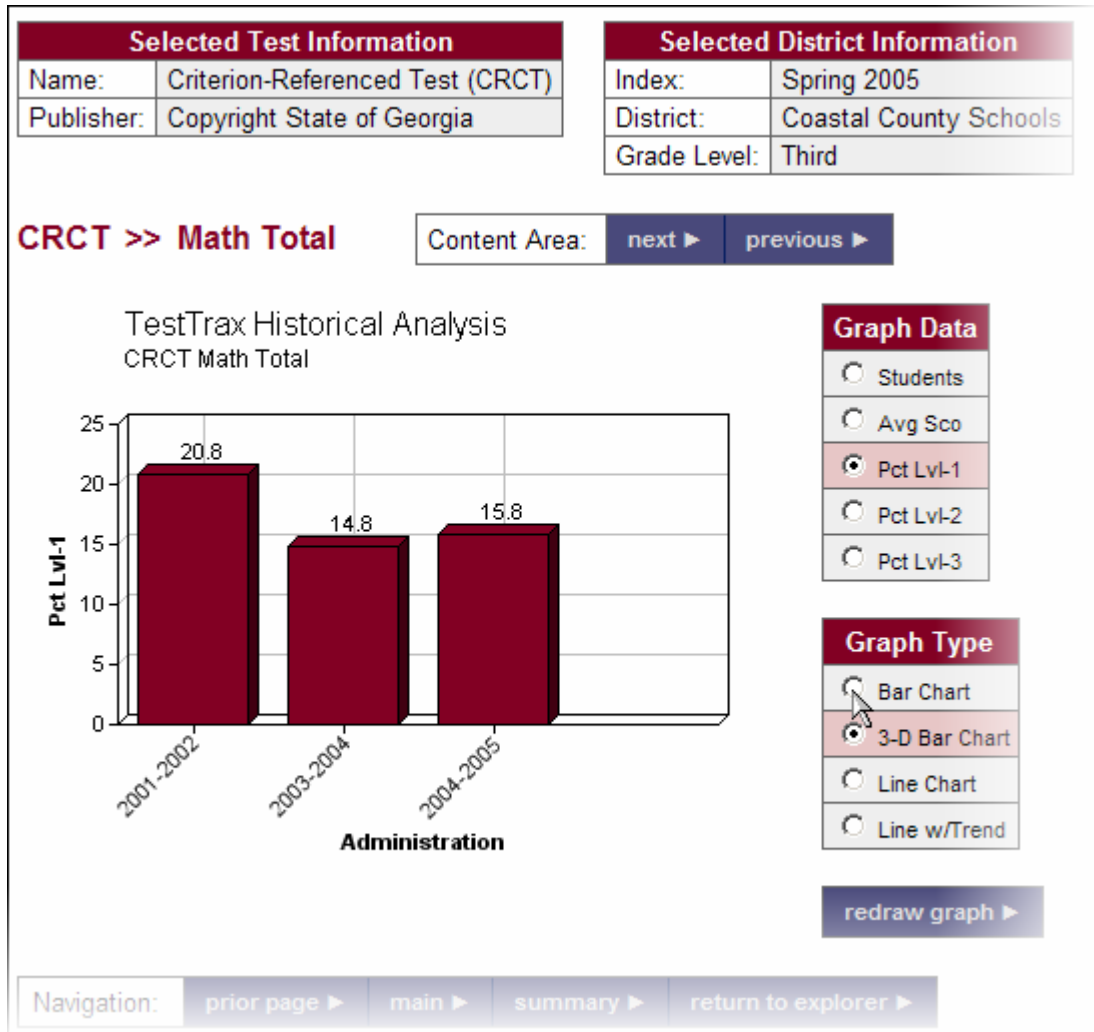 Selected Test Information
Name: Criterion-Referenced Test (CRCT)
Publisher: Copyright State of Georgia
Selected District Information
Index: Spring 2005
District: Coastal County Schools
Grade Level: Third
CRCT >> Math Total
Content Area: next ► previous ►
TestTrax Historical Analysis
CRCT Math Total
25
20
15
10
5
0
Pct Lvl-1
20.8
14.8
15.8
2001-2002
2003-2004
2004-2005
Administration
Graph Data
Students
Avg Sco
Pct Lvl-1
Pct Lvl-2
Pct Lvl-3
Graph Type
Bar Chart
3-D Bar Chart
Line Chart
Line w/Trend
redraw graph ►
Navigation: prior page ► main ► summary ► return to explorer ►